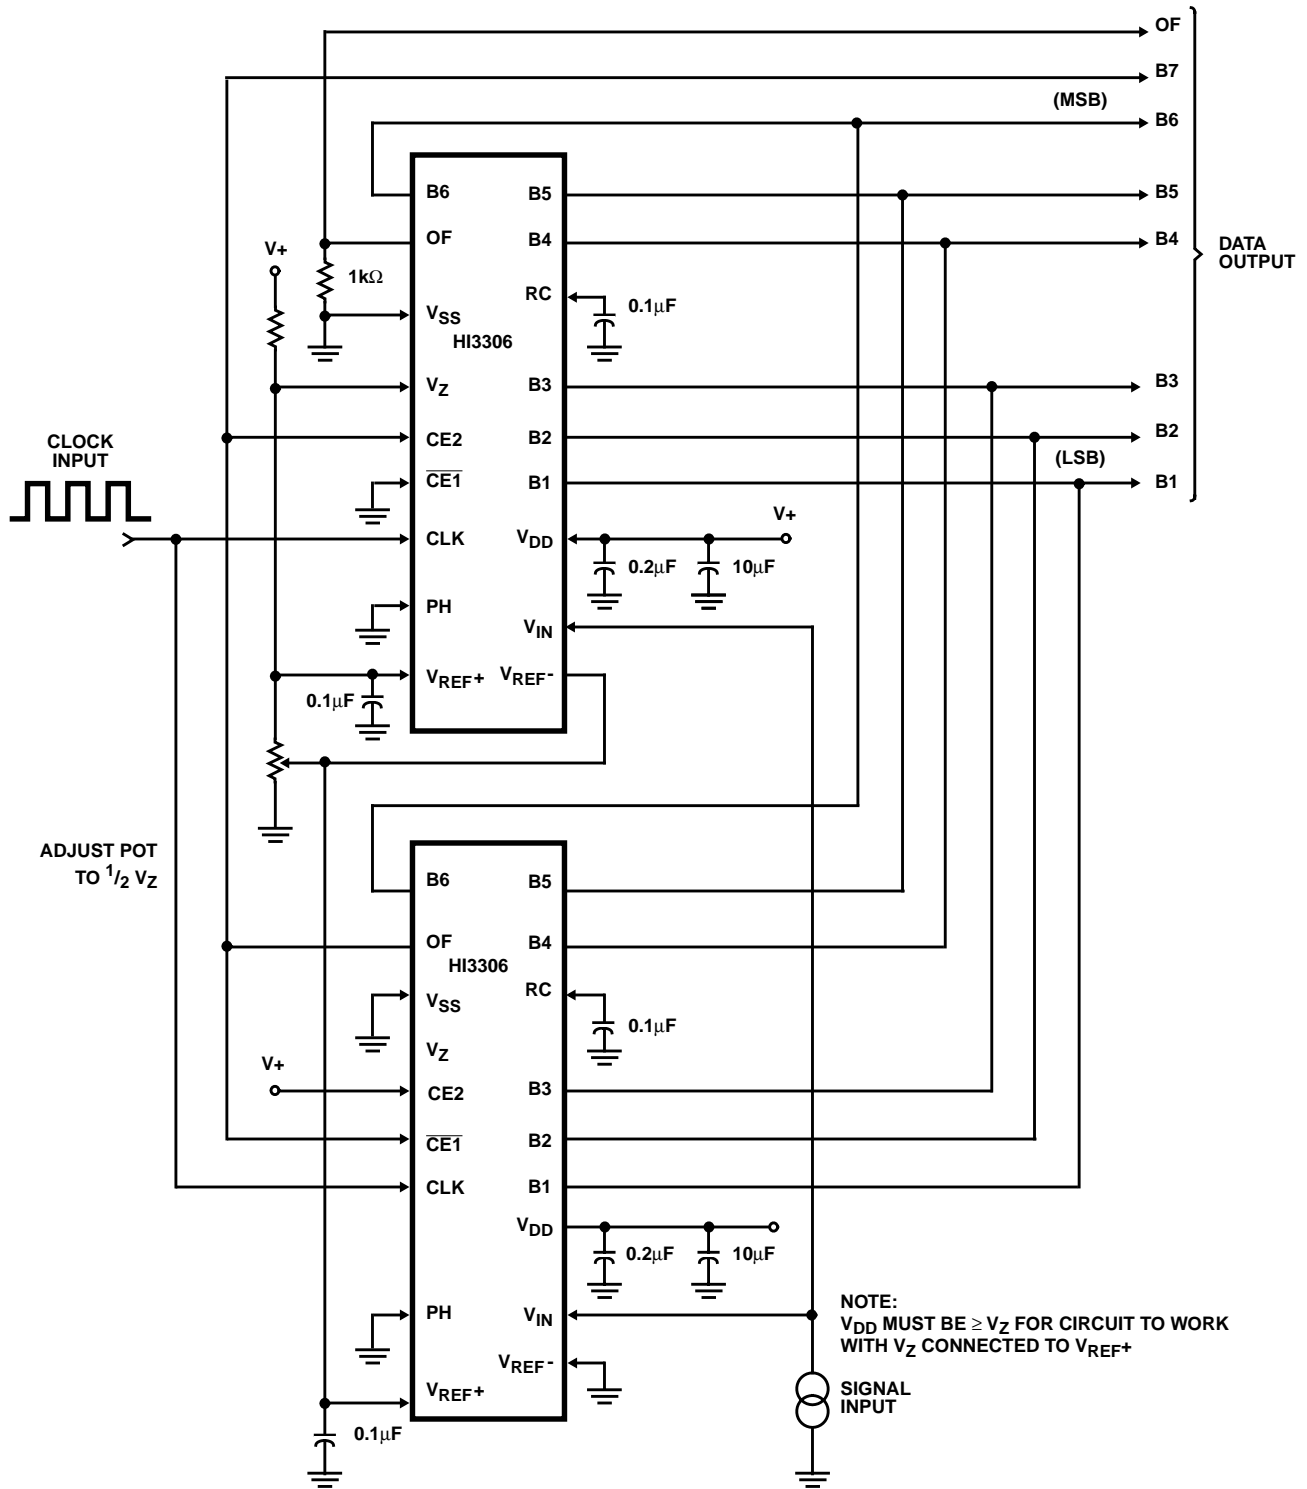 OF
B7
(MSB)
B6
B6 B5 B5
OF B4 B4
DATA
OUTPUT
V+
1kΩ
RC 0.1μF
VSS
HI3306
VZ B3 B3
CE2 B2 B2
CLOCK
INPUT
(LSB)
CE1 B1 B1
V+
CLK VDD
0.2μF 10μF
PH
VIN
VREF+ VREF-
0.1μF
ADJUST POT
TO 1/2 VZ
B6 B5
OF B4
HI3306
RC
VSS
0.1μF
VZ
V+
CE2 B3
CE1 B2
CLK B1
VDD
0.2μF 10μF
PH VIN
NOTE:
VDD MUST BE ≥ VZ FOR CIRCUIT TO WORK
WITH VZ CONNECTED TO VREF+
VREF-
VREF+
SIGNAL
INPUT
0.1μF